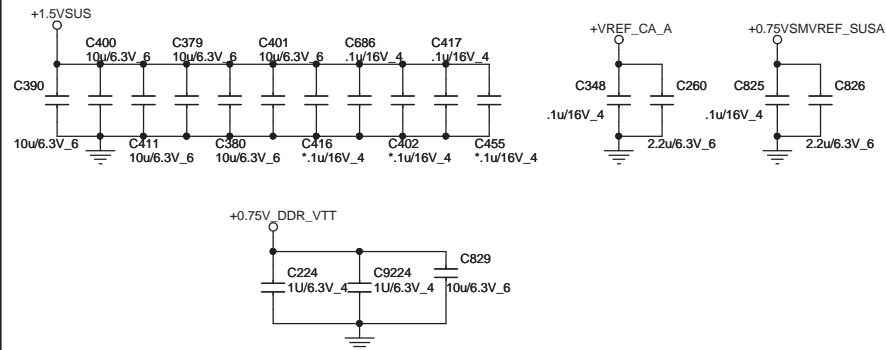 +1.5VSUS
C400
10u/6.3V_6
C379
10u/6.3V_6
C401
10u/6.3V_6
C686
.1u/16V_4
C417
.1u/16V_4
C390
10u/6.3V_6
C411
10u/6.3V_6
C380
10u/6.3V_6
C416
*.1u/16V_4
C402
*.1u/16V_4
C455
*.1u/16V_4
+VREF_CA_A
C348
.1u/16V_4
C260
2.2u/6.3V_6
+0.75VSMVREF_SUSA
C825
.1u/16V_4
C826
2.2u/6.3V_6
+0.75V_DDR_VTT
C224
1U/6.3V_4
C9224
1U/6.3V_4
C829
10u/6.3V_6